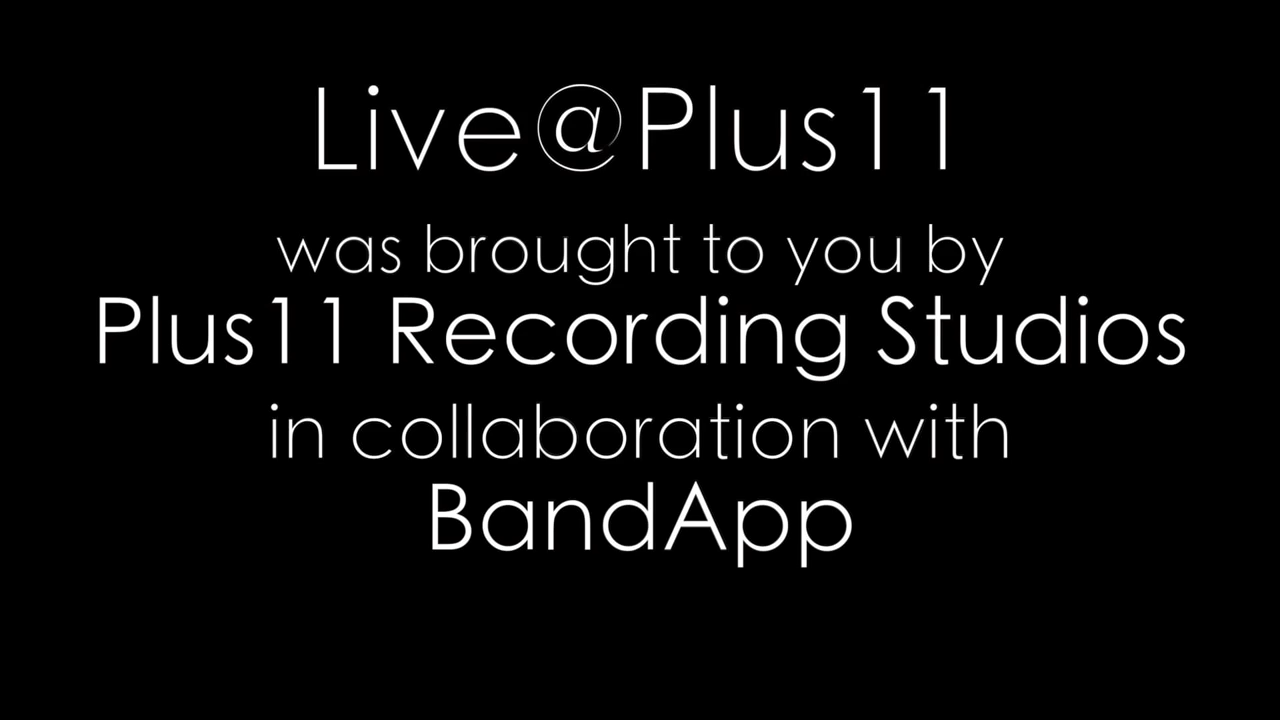 Live@Plus11
was brought to you by
Plus11 Recording Studios
in collaboration with
BandApp